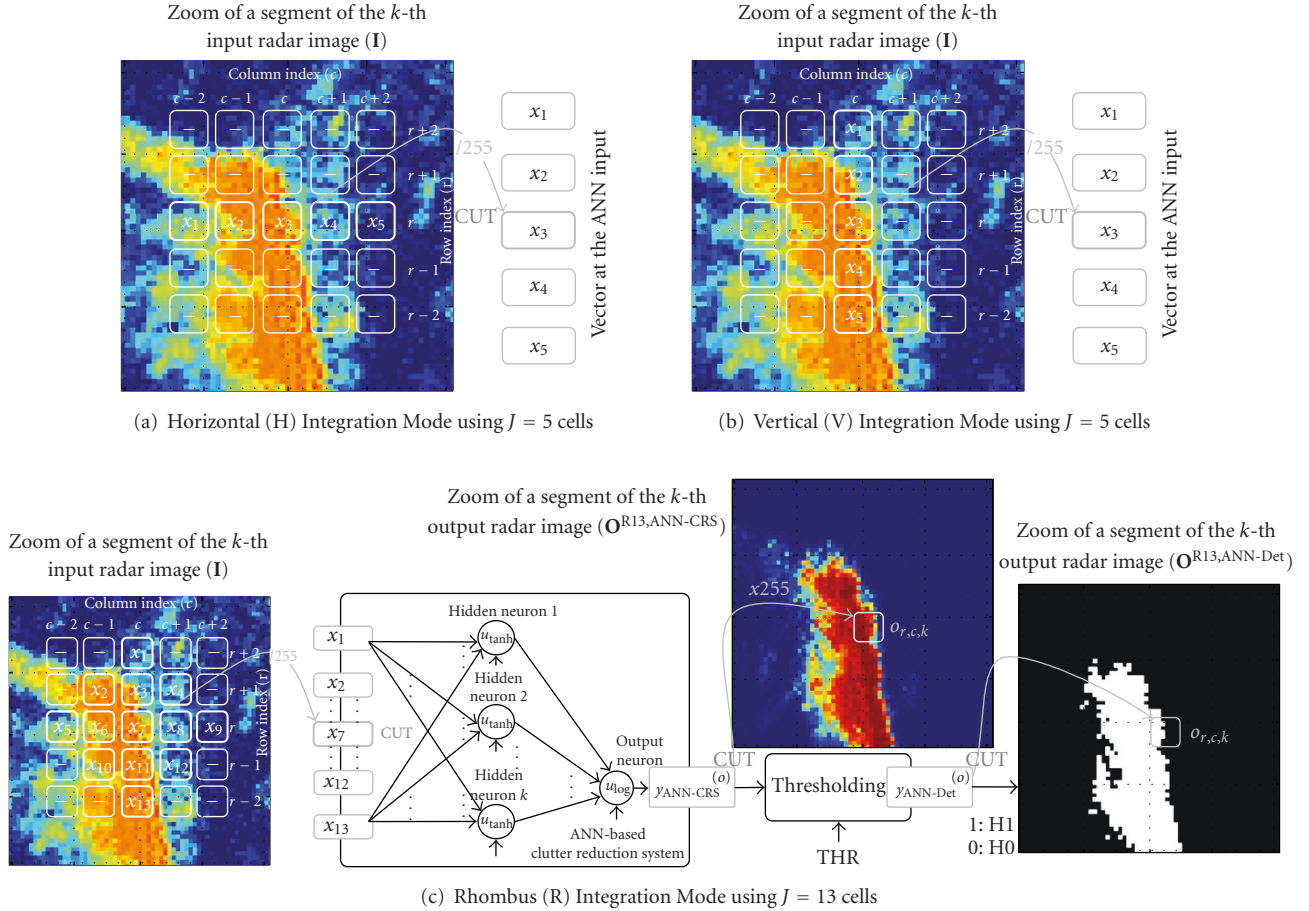 Zoom of a segment of the k-th
input radar image (I)
Column index (c)
c − 2 c − 1 c c + 1 c + 2
− − − − − r + 2
− − − − − r + 1
x1 x2 x3 x4 x5 r
− − − − − r − 1
− − − − − r − 2
Row index (r)
/255
CUT
x1
x2
x3
x4
x5
Vector at the ANN input
(a) Horizontal (H) Integration Mode using J = 5 cells
Zoom of a segment of the k-th
input radar image (I)
Column index (c)
c − 2 c − 1 c c + 1 c + 2
− − x1 − − r + 2
− − x2 − − r + 1
− − x3 − − r
− − x4 − − r − 1
− − x5 − − r − 2
Row index (r)
/255
CUT
x1
x2
x3
x4
x5
Vector at the ANN input
(b) Vertical (V) Integration Mode using J = 5 cells
Zoom of a segment of the k-th
input radar image (I)
Column index (c)
c − 2 c − 1 c c + 1 c + 2
− − x1 − − r + 2
− x2 x3 x4 − r + 1
x5 x6 x7 x8 x9 r
− x10 x11 x12 − r − 1
− − x13 − − r − 2
Row index (r)
/255
x1
x2
x7 CUT
x12
x13
Hidden neuron 1
utanh
Hidden
neuron 2
utanh
Hidden
neuron k
utanh
Output
neuron
ulog
ANN-based
clutter reduction system
yANN-CRS(o)
Zoom of a segment of the k-th
output radar image (O^R13,ANN-CRS)
x255
or,c,k
CUT
Thresholding
THR
yANN-Det(o)
CUT
1: H1
0: H0
Zoom of a segment of the k-th
output radar image (O^R13,ANN-Det)
or,c,k
(c) Rhombus (R) Integration Mode using J = 13 cells